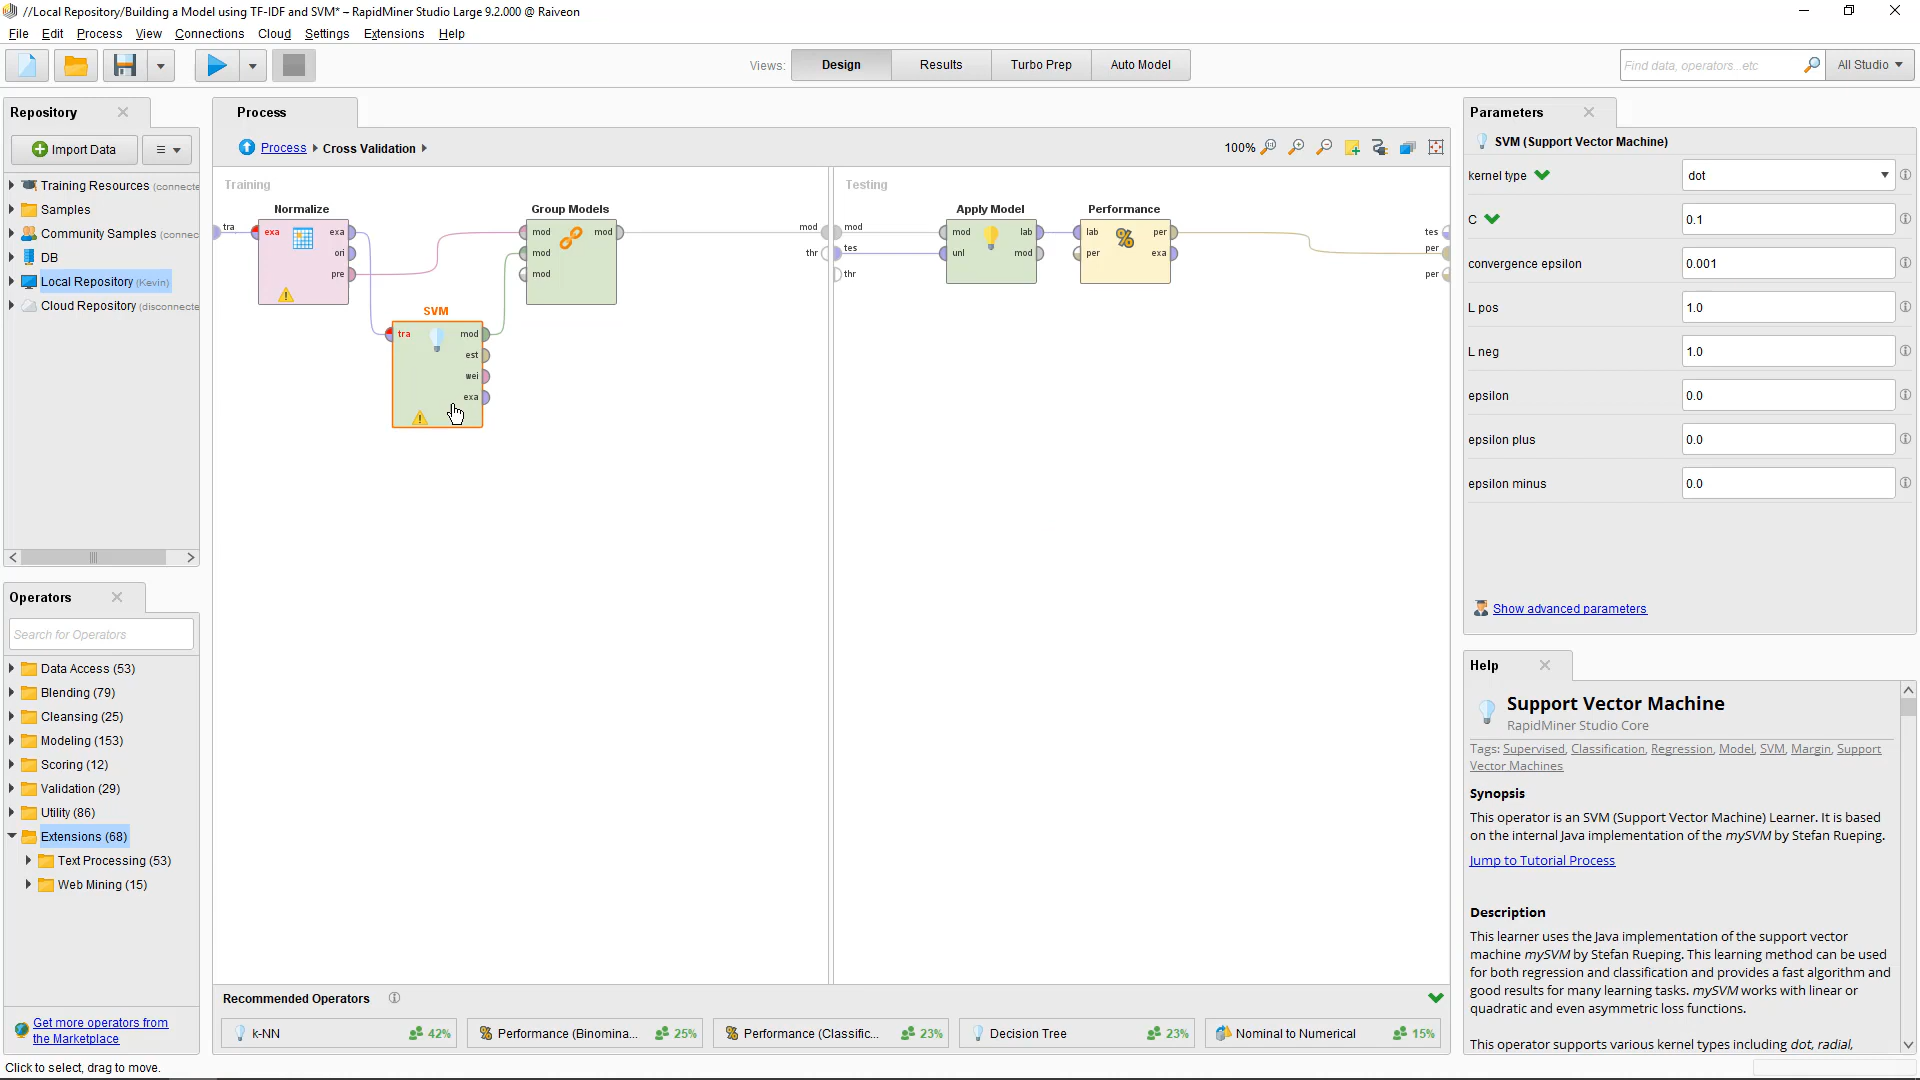 //Local Repository/Building a Model using TF-IDF and SVM* – RapidMiner Studio Large 9.2.000 @ Raiveon
File Edit Process View Connections Cloud Settings Extensions Help
Views: Design Results Turbo Prep Auto Model
Find data, operators...etc
All Studio
Repository
Import Data
Training Resources (connecte
Samples
Community Samples (connec
DB
Local Repository (Kevin)
Cloud Repository (disconnecte
Operators
Search for Operators
Data Access (53)
Blending (79)
Cleansing (25)
Modeling (153)
Scoring (12)
Validation (29)
Utility (86)
Extensions (68)
Text Processing (53)
Web Mining (15)
Get more operators from
the Marketplace
Click to select, drag to move.
Process
Process Cross Validation
100%
Training
Normalize
tra
exa exa
ori
pre
Group Models
mod mod
mod
mod
SVM
tra mod
est
wei
exa
mod
thr
Testing
mod
tes
thr
Apply Model
mod lab
unl mod
Performance
lab per
per exa
tes
per
per
Recommended Operators
k-NN 42%
Performance (Binomina... 25%
Performance (Classific... 23%
Decision Tree 23%
Nominal to Numerical 15%
Parameters
SVM (Support Vector Machine)
kernel type dot
C 0.1
convergence epsilon 0.001
L pos 1.0
L neg 1.0
epsilon 0.0
epsilon plus 0.0
epsilon minus 0.0
Show advanced parameters
Help
Support Vector Machine
RapidMiner Studio Core
Tags: Supervised, Classification, Regression, Model, SVM, Margin, Support
Vector Machines
Synopsis
This operator is an SVM (Support Vector Machine) Learner. It is based
on the internal Java implementation of the mySVM by Stefan Rueping.
Jump to Tutorial Process
Description
This learner uses the Java implementation of the support vector
machine mySVM by Stefan Rueping. This learning method can be used
for both regression and classification and provides a fast algorithm and
good results for many learning tasks. mySVM works with linear or
quadratic and even asymmetric loss functions.
This operator supports various kernel types including dot, radial,